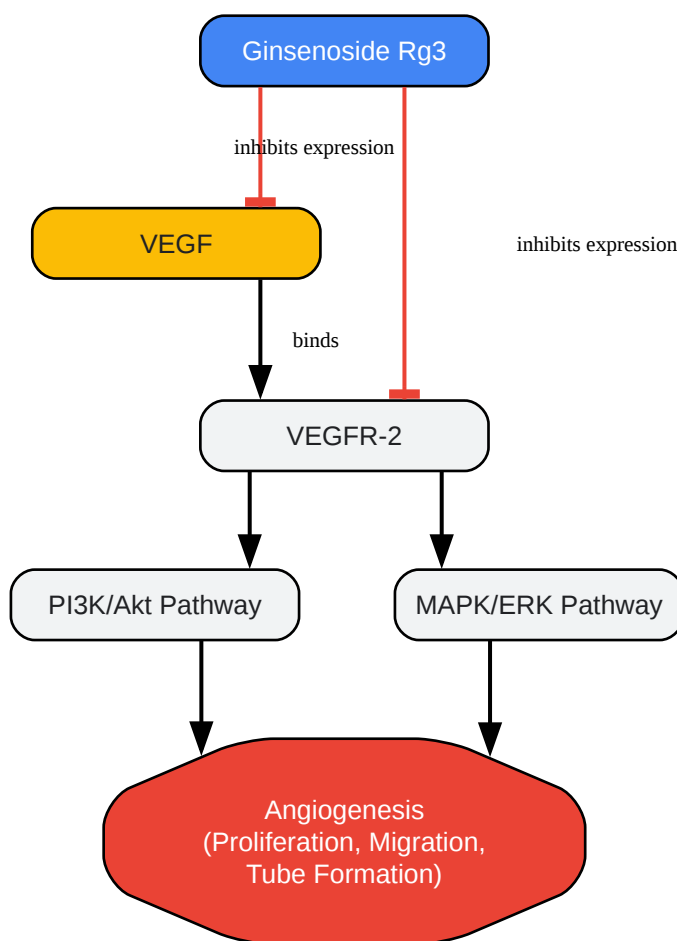 Ginsenoside Rg3
inhibits expression
VEGF
inhibits expression
binds
VEGFR-2
PI3K/Akt Pathway
MAPK/ERK Pathway
Angiogenesis
(Proliferation, Migration,
Tube Formation)